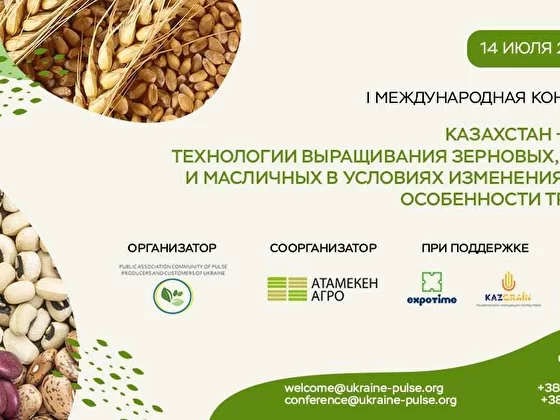 14 ИЮЛЯ 2
I МЕЖДУНАРОДНАЯ КОН
КАЗАХСТАН -
ТЕХНОЛОГИИ ВЫРАЩИВАНИЯ ЗЕРНОВЫХ,
И МАСЛИЧНЫХ В УСЛОВИЯХ ИЗМЕНЕНИЯ
ОСОБЕННОСТИ ТР
ОРГАНИЗАТОР
СООРГАНИЗАТОР
ПРИ ПОДДЕРЖКЕ
PUBLIC ASSOCIATION COMMUNITY OF PULSE
PRODUCERS AND CUSTOMERS OF UKRAINE
АТАМЕКЕН
АГРО
expotime
KAZGRAIN
welcome@ukraine-pulse.org
conference@ukraine-pulse.org
+38
+38